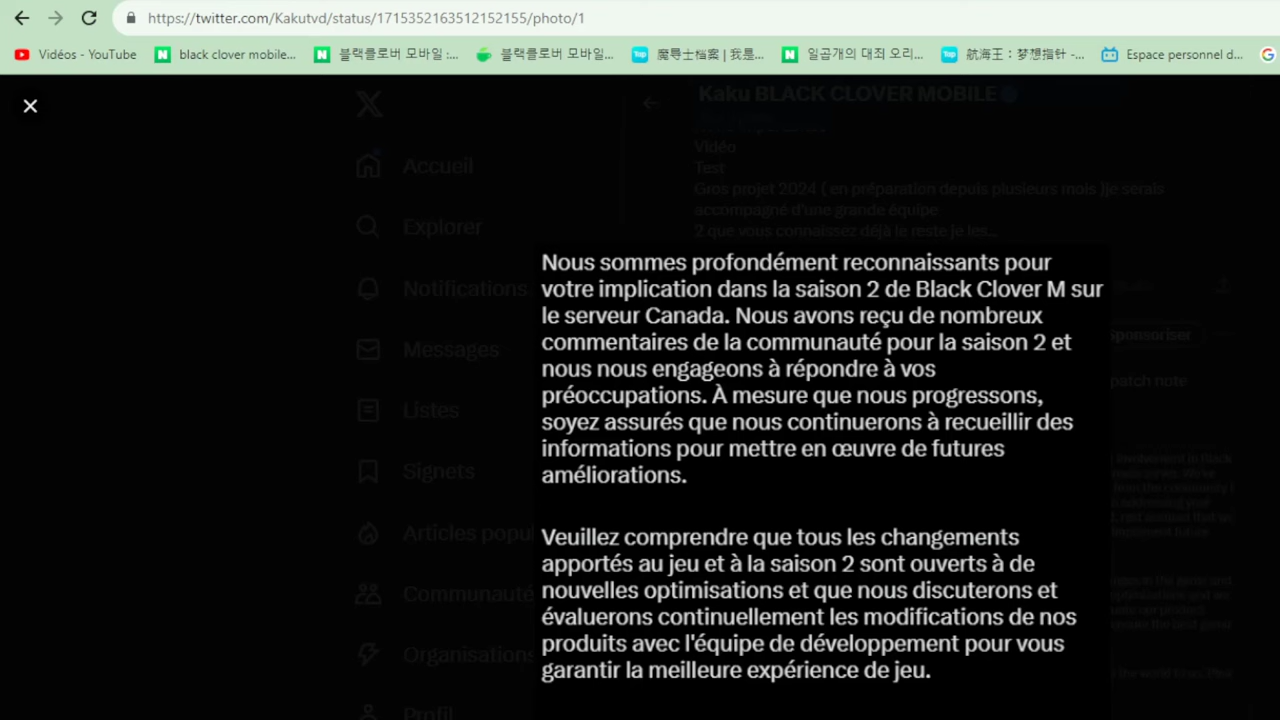 https://twitter.com/Kakutvd/status/1715352163512152155/photo/1
Vidéos - YouTube
black clover mobile...
블랙클로버 모바일 :...
블랙클로버 모바일...
魔导士档案 | 我是...
일곱개의 대죄 오리...
航海王：梦想指针 -...
Espace personnel d...
Kaku BLACK CLOVER MOBILE
Accueil
Vidéo
Test
Gros projet 2024 ( en préparation depuis plusieurs mois )je serais
accompagné d'une grande équipe
2 que vous connaissez déjà le reste je les...
Explorer
Notifications
Messages
Listes
Signets
Articles popu
Communauté
Organisations
Profil
Nous sommes profondément reconnaissants pour
votre implication dans la saison 2 de Black Clover M sur
le serveur Canada. Nous avons reçu de nombreux
commentaires de la communauté pour la saison 2 et
nous nous engageons à répondre à vos
préoccupations. À mesure que nous progressons,
soyez assurés que nous continuerons à recueillir des
informations pour mettre en œuvre de futures
améliorations.
Veuillez comprendre que tous les changements
apportés au jeu et à la saison 2 sont ouverts à de
nouvelles optimisations et que nous discuterons et
évaluerons continuellement les modifications de nos
produits avec l'équipe de développement pour vous
garantir la meilleure expérience de jeu.
Sponsoriser
patch note